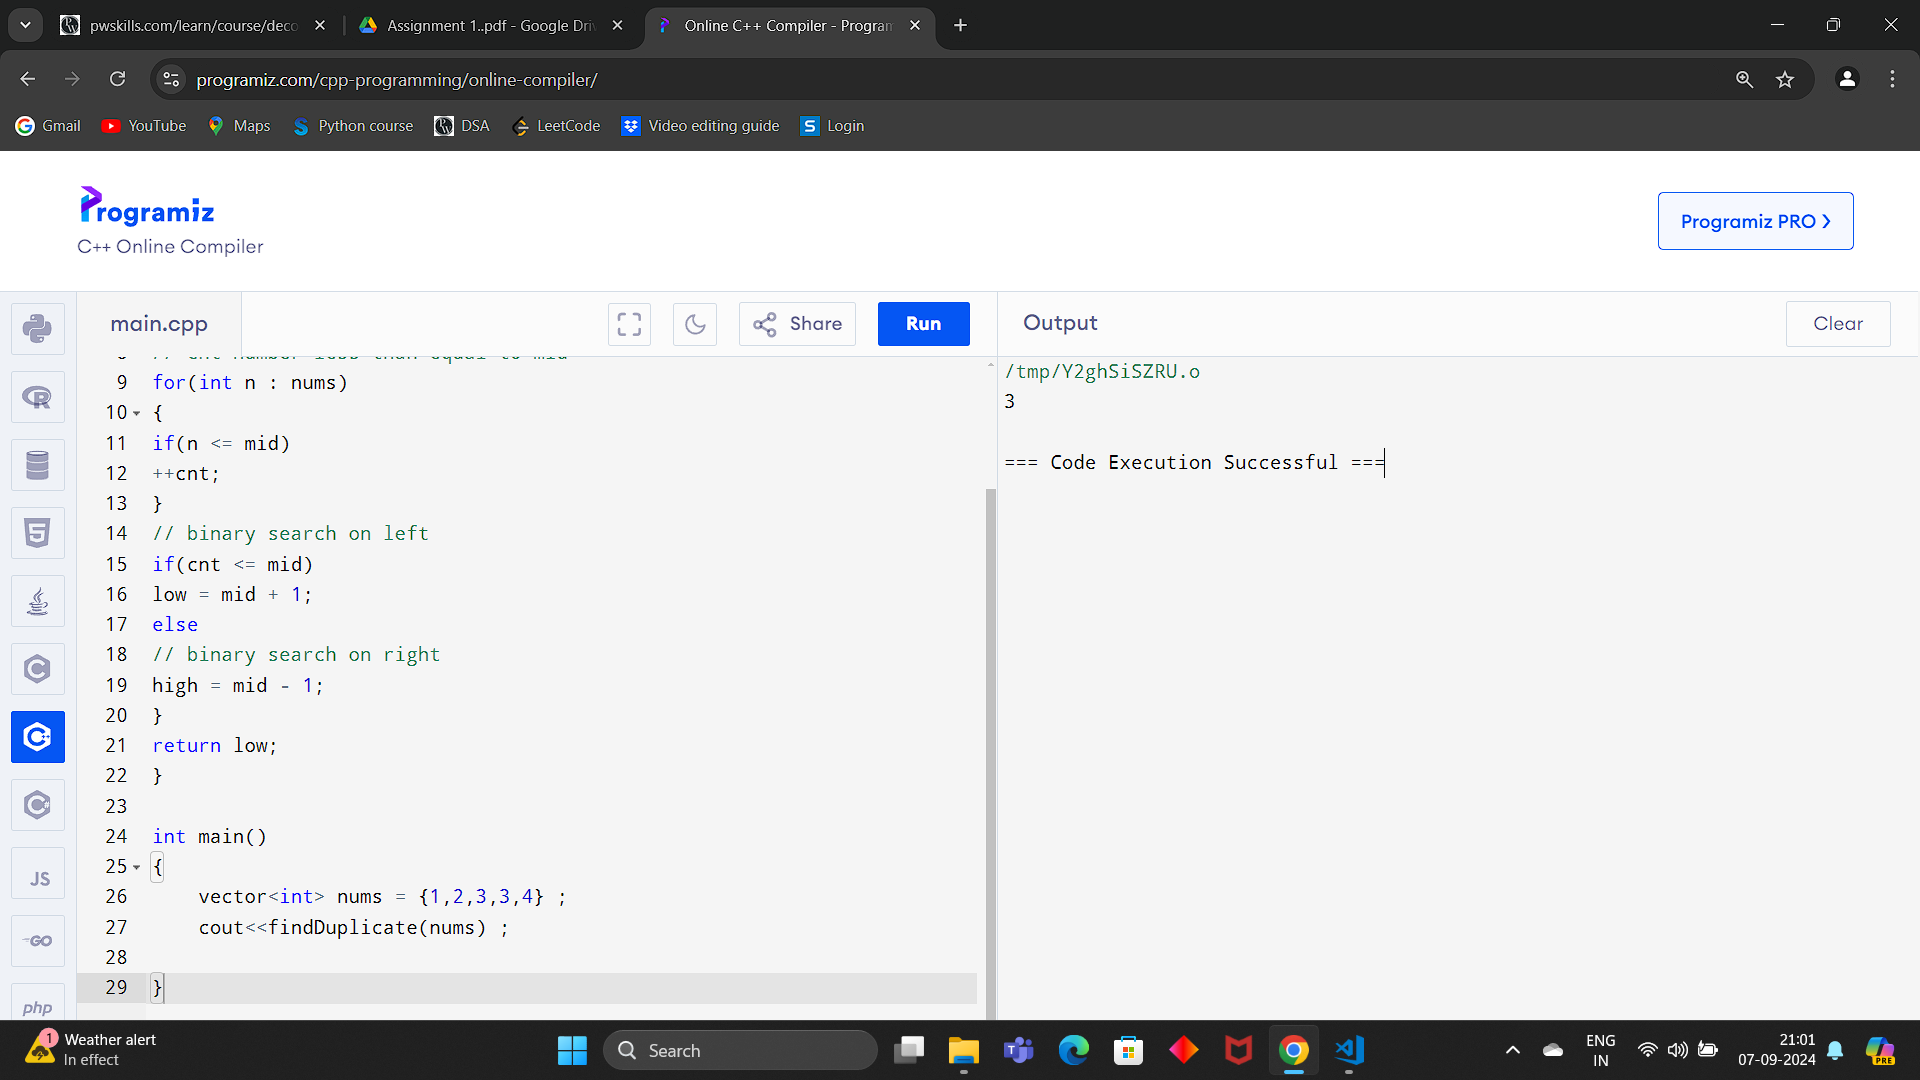 pwskills.com/learn/course/deco
Assignment 1..pdf - Google Driv
Online C++ Compiler - Program
programiz.com/cpp-programming/online-compiler/
Gmail
YouTube
Maps
Python course
DSA
LeetCode
Video editing guide
S
Login
Programiz
C++ Online Compiler
Programiz PRO
main.cpp
Share
Run
Output
Clear
9 for(int n : nums)
10 {
11 if(n <= mid)
12 ++cnt;
13 }
14 // binary search on left
15 if(cnt <= mid)
16 low = mid + 1;
17 else
18 // binary search on right
19 high = mid - 1;
20 }
21 return low;
22 }
23
24 int main()
25 {
26 vector<int> nums = {1,2,3,3,4} ;
27 cout<<findDuplicate(nums) ;
28
29 }
/tmp/Y2ghSiSZRU.o
3
=== Code Execution Successful ===
JS
GO
php
1
Weather alert
In effect
Search
ENG
IN
21:01
07-09-2024
PRE